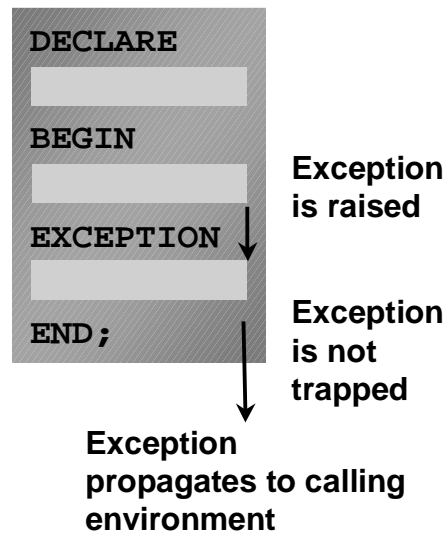 DECLARE
BEGIN
Exception
is raised
EXCEPTION
Exception
is not
trapped
END;
Exception
propagates to calling
environment